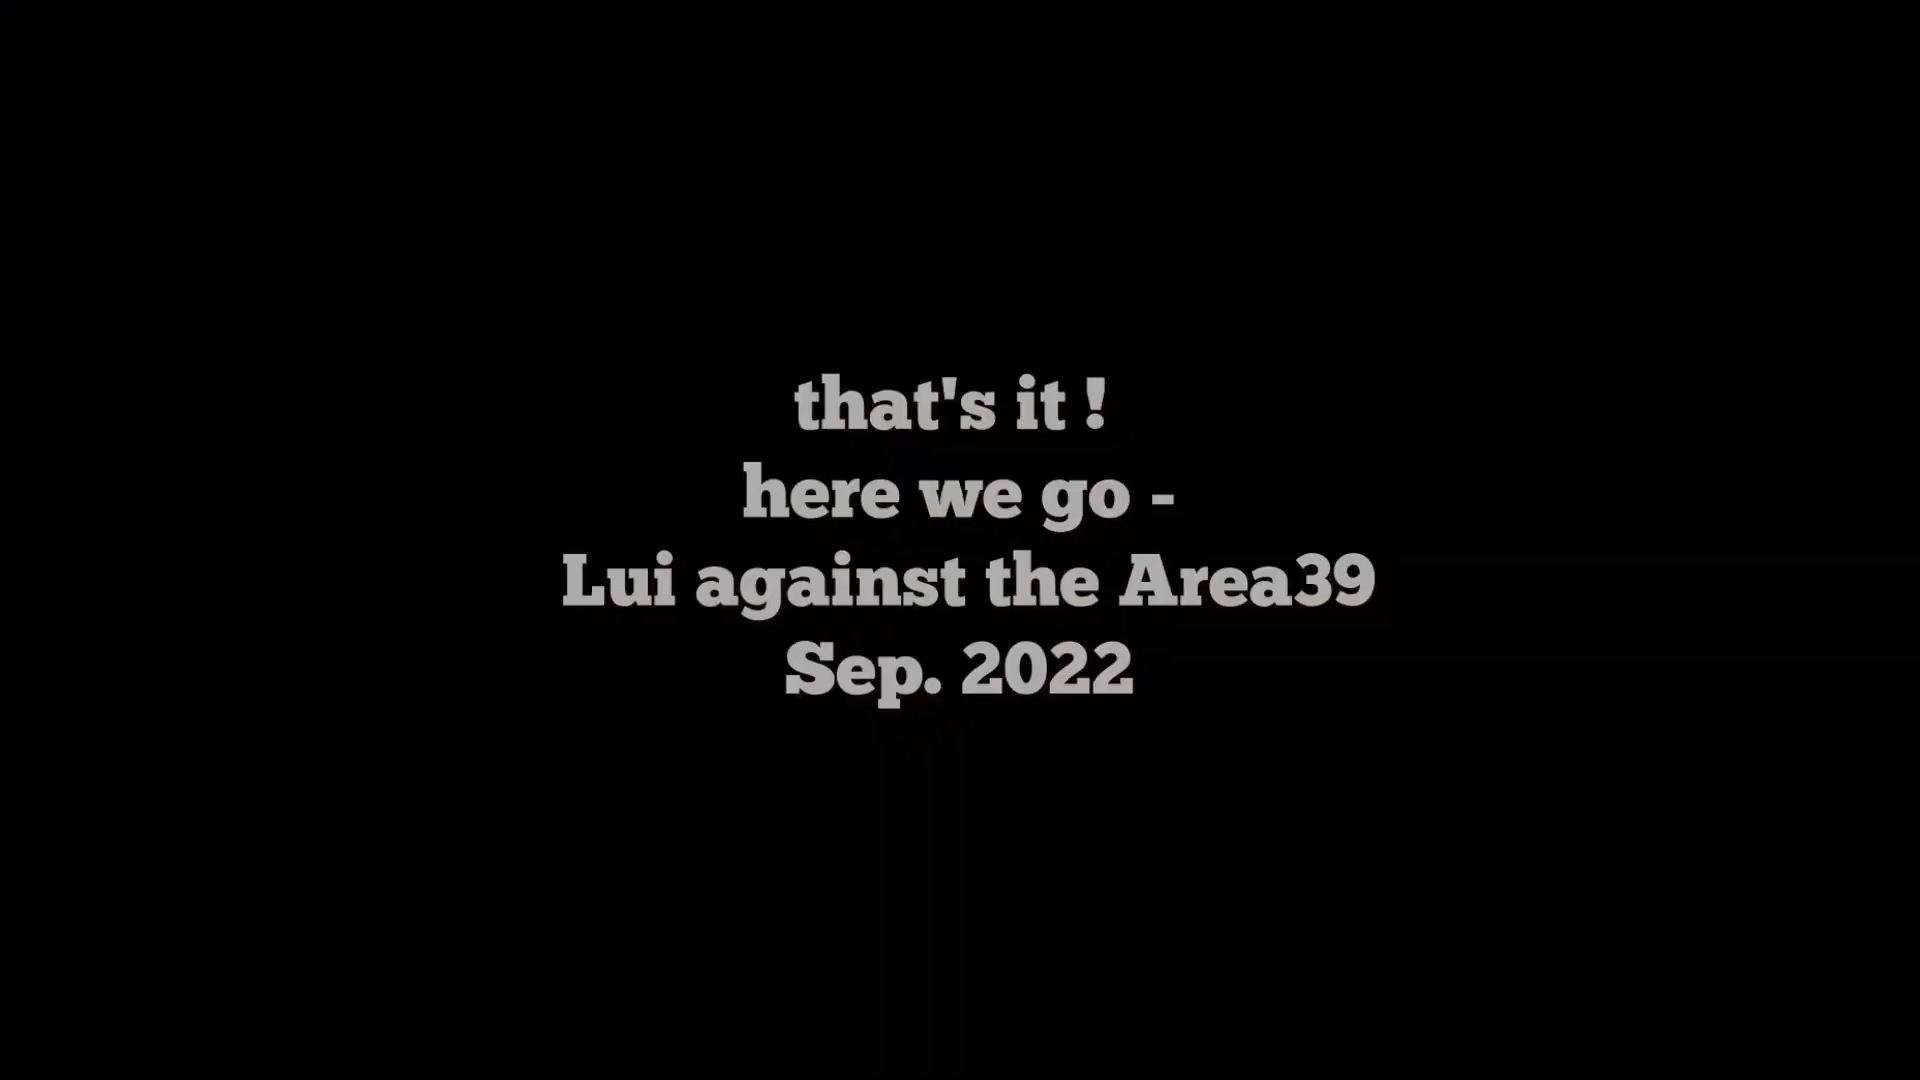 that's it !
here we go -
Lui against the Area39
Sep. 2022